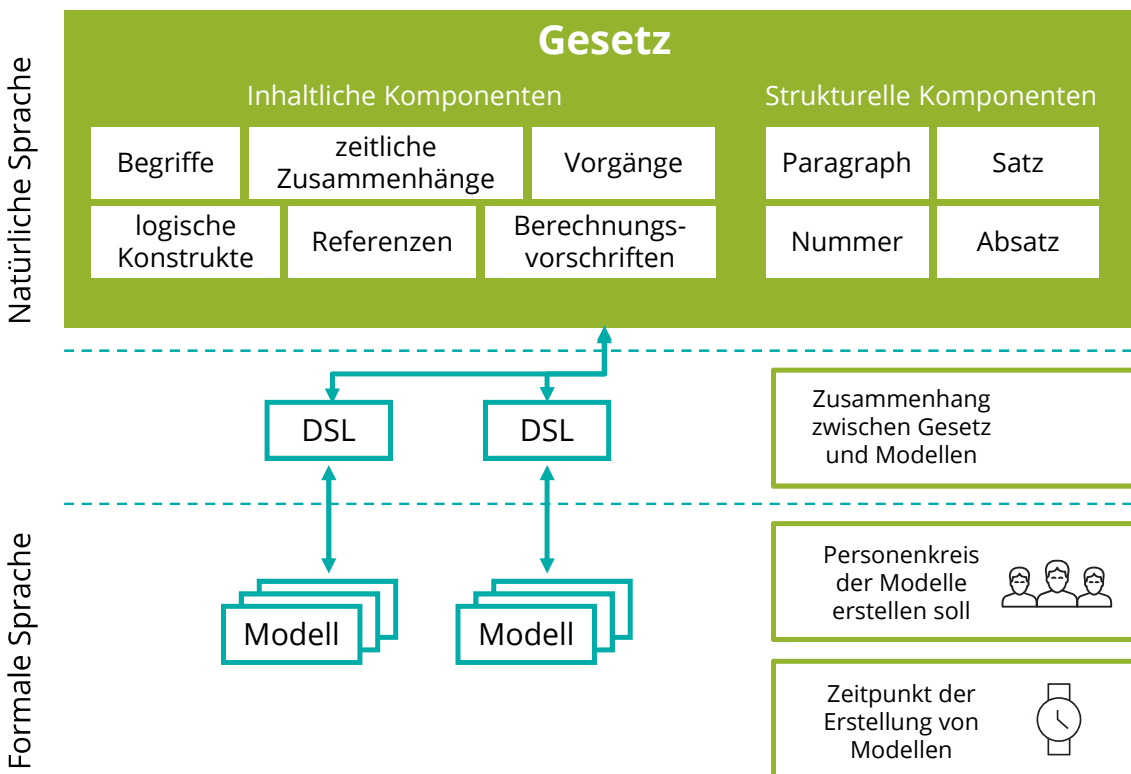 Natürliche Sprache
Gesetz
Inhaltliche Komponenten
Strukturelle Komponenten
Begriffe
zeitliche
Zusammenhänge
Vorgänge
logische
Konstrukte
Referenzen
Berechnungs-
vorschriften
Paragraph
Satz
Nummer
Absatz
DSL
DSL
Zusammenhang
zwischen Gesetz
und Modellen
Formale Sprache
Modell
Modell
Personenkreis
der Modelle
erstellen soll
Zeitpunkt der
Erstellung von
Modellen